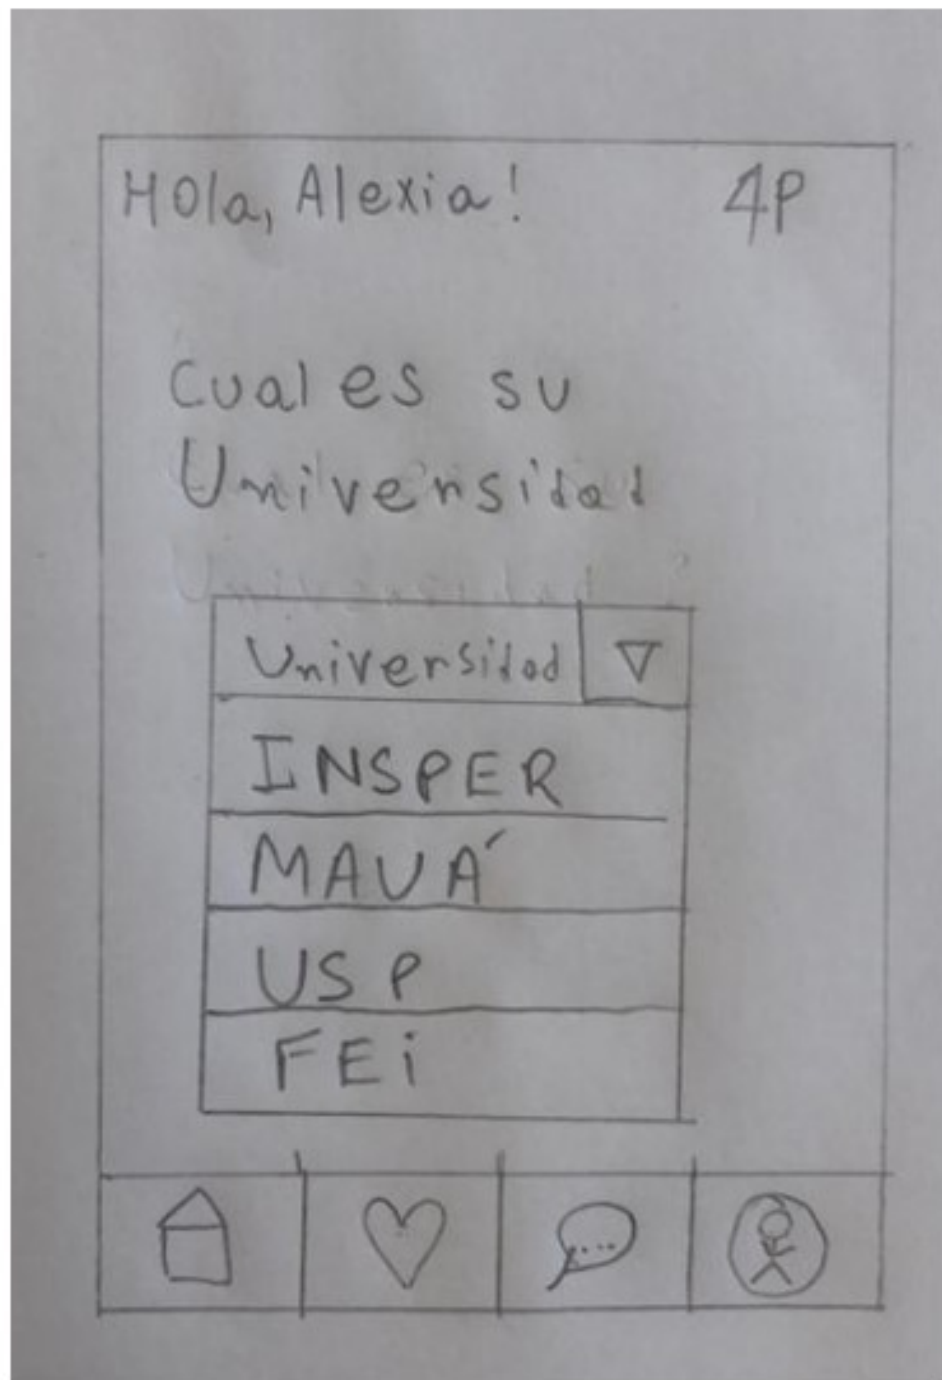 Hola, Alexia! 4P
Cual es su
Universidad
Universidad
INSPER
MAUÁ
USP
FEi